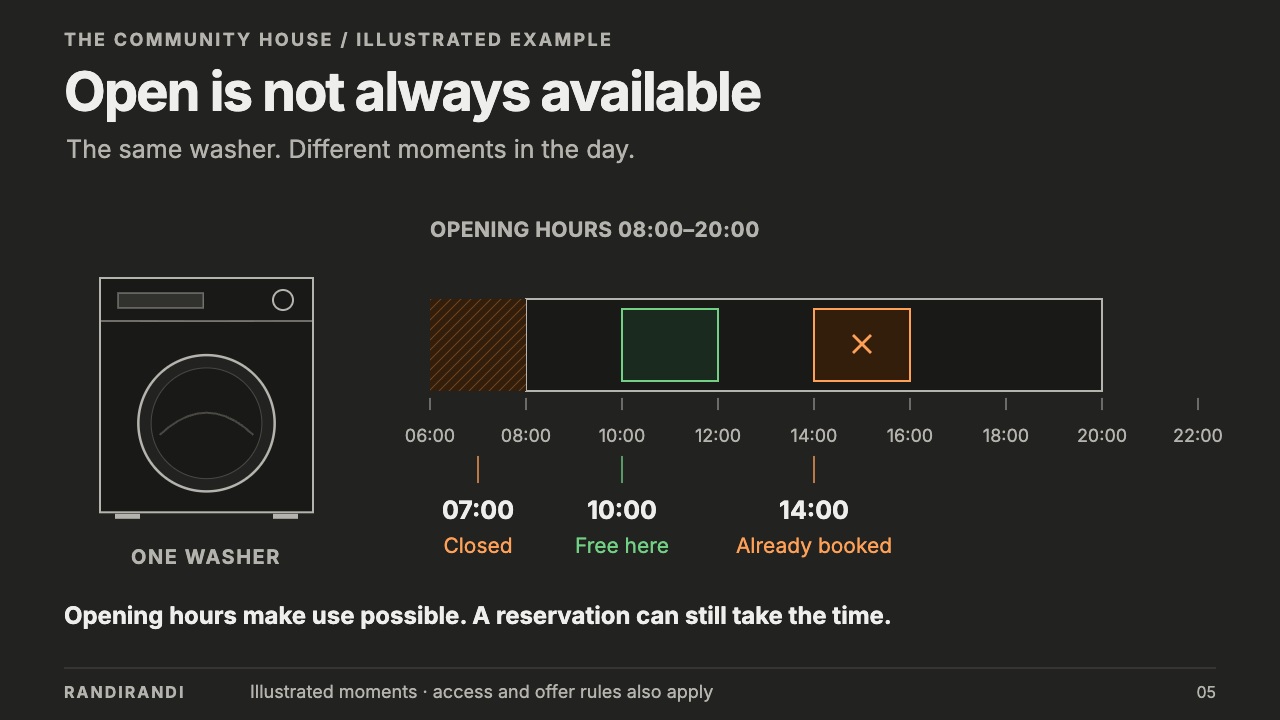 THE COMMUNITY HOUSE / ILLUSTRATED EXAMPLE
Open is not always available
The same washer. Different moments in the day.
OPENING HOURS 08:00–20:00
06:00 08:00 10:00 12:00 14:00 16:00 18:00 20:00 22:00
07:00 10:00 14:00
Closed Free here Already booked
ONE WASHER
Opening hours make use possible. A reservation can still take the time.
RANDIRANDI Illustrated moments · access and offer rules also apply 05